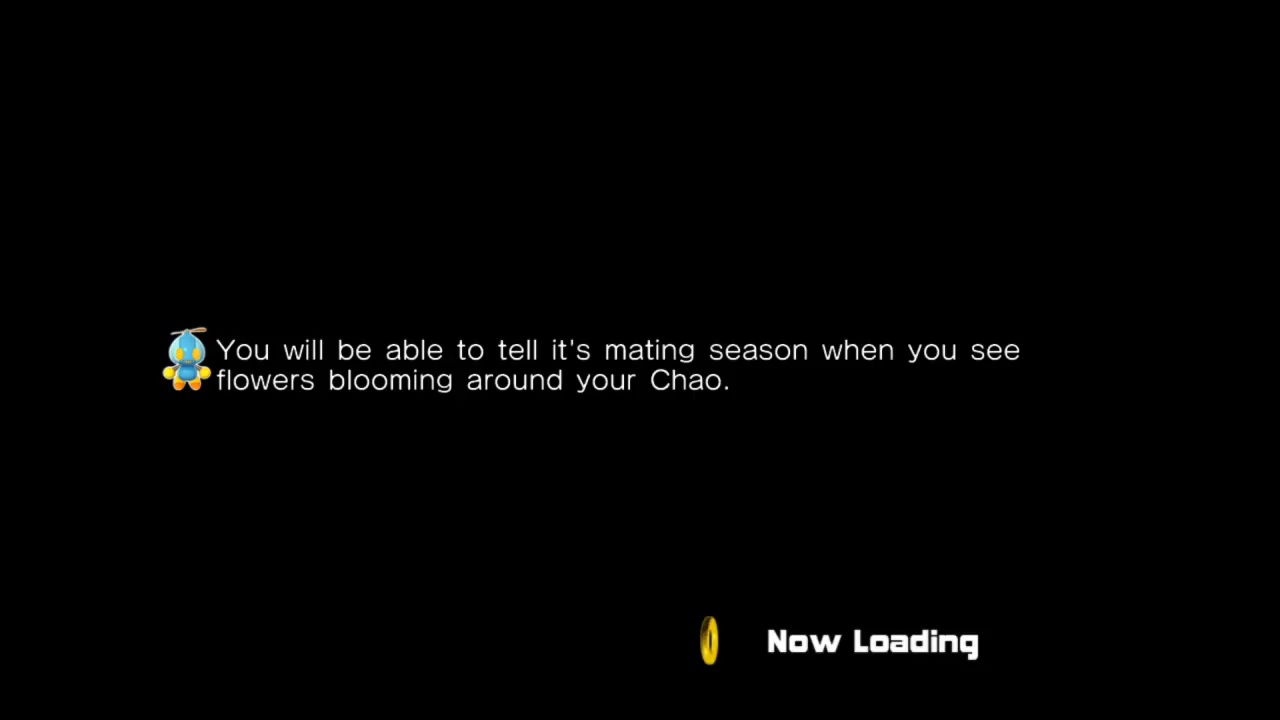 You will be able to tell it's mating season when you see
flowers blooming around your Chao.
Now Loading